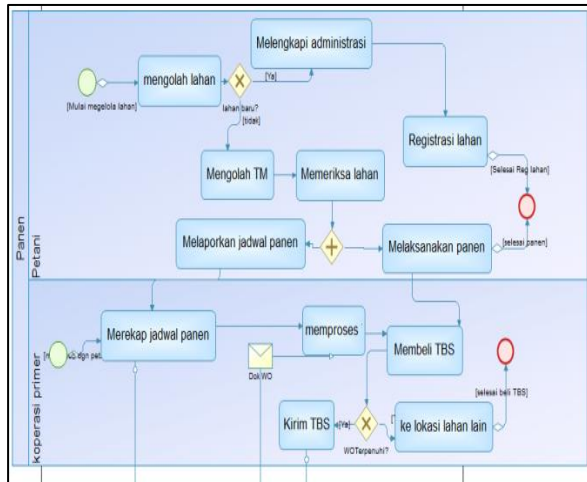 Panen
Petani
Melengkapi administrasi
mengolah lahan
[Ya]
[Mulai megelola lahan]
lahan baru?
[tidak]
Registrasi lahan
Mengolah TM
Memeriksa lahan
[Selesai Reg lahan]
Melaporkan jadwal panen
Melaksanakan panen
[selesai panen]
koperasi primer
Merekap jadwal panen
memproses
Membeli TBS
Dok WO
[selesai beli TBS]
Kirim TBS
[Ya]
ke lokasi lahan lain
WOTerpenuhi?